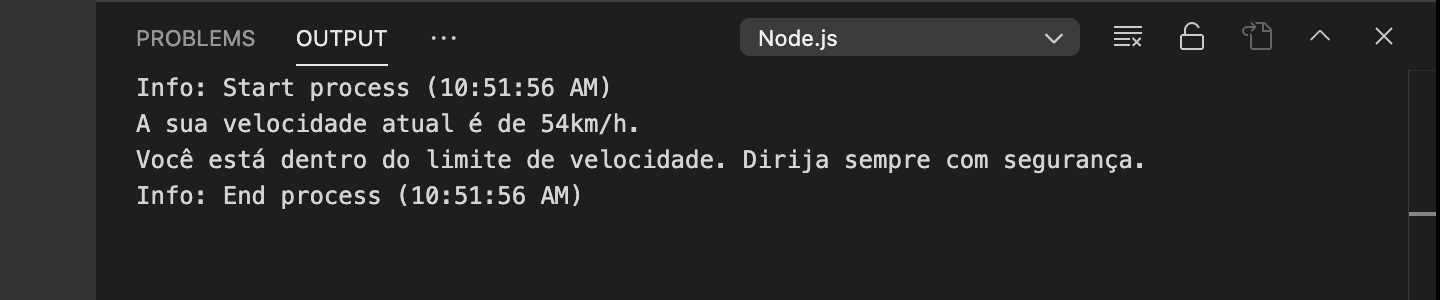 PROBLEMS OUTPUT ... Node.js
Info: Start process (10:51:56 AM)
A sua velocidade atual é de 54km/h.
Você está dentro do limite de velocidade. Dirija sempre com segurança.
Info: End process (10:51:56 AM)